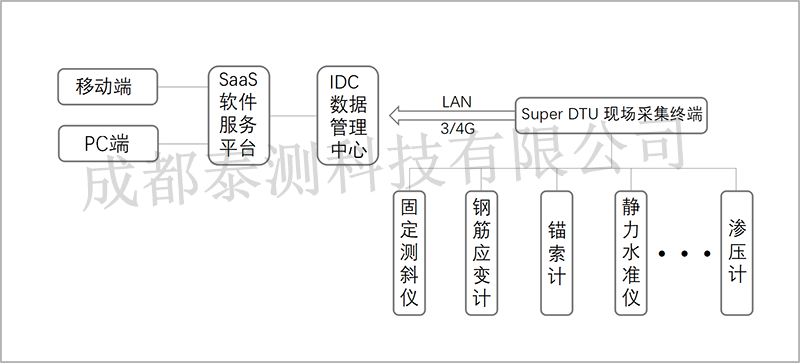 移动端
PC端
SaaS
软件
服务
平台
IDC
数据
管理
中心
LAN
3/4G
Super DTU 现场采集终端
成都泰测科技有限公司
固定测斜仪
钢筋应变计
锚索计
静力水准仪
● ● ●
渗压计